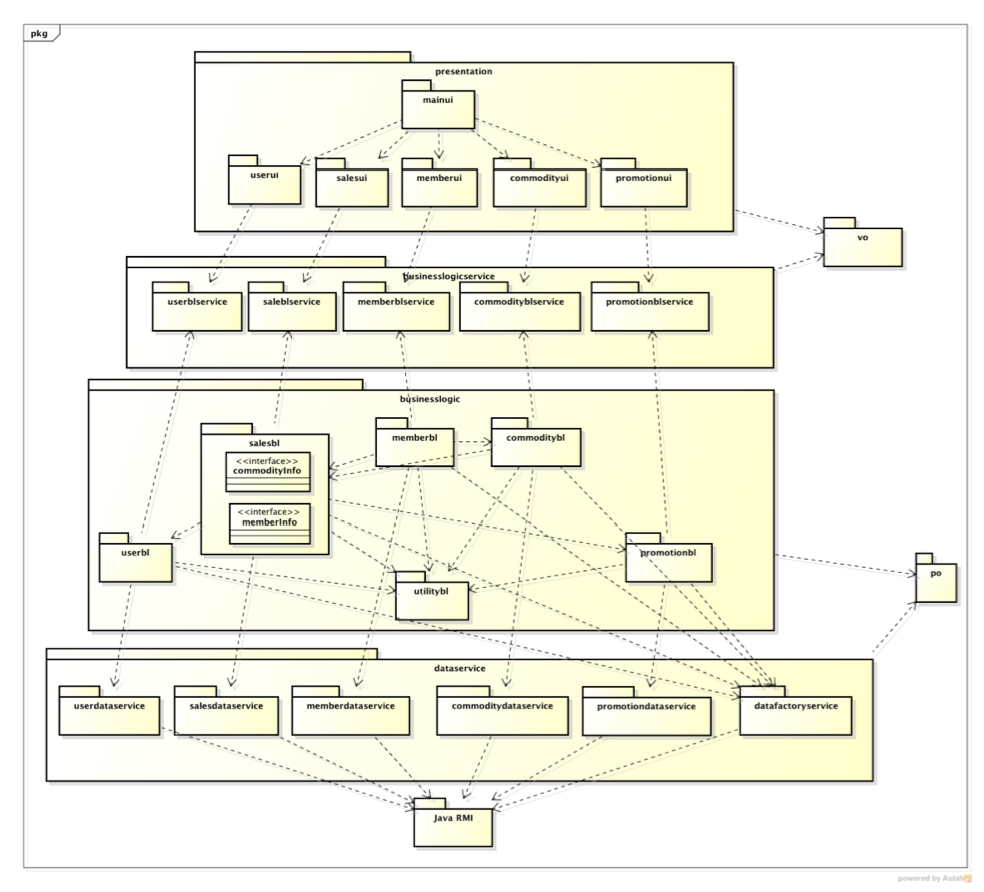 pkg
presentation
mainui
userui
salesui
memberui
commodityui
promotionui
vo
businesslogicservice
userblservice
saleblservice
memberblservice
commodityblservice
promotionblservice
businesslogic
salesbl
memberbl
commoditybl
<<interface>>
commodityInfo
<<interface>>
memberInfo
userbl
promotionbl
utilitybl
po
dataservice
userdataservice
salesdataservice
memberdataservice
commoditydataservice
promotiondataservice
datafactoryservice
Java RMI
powered by Astah